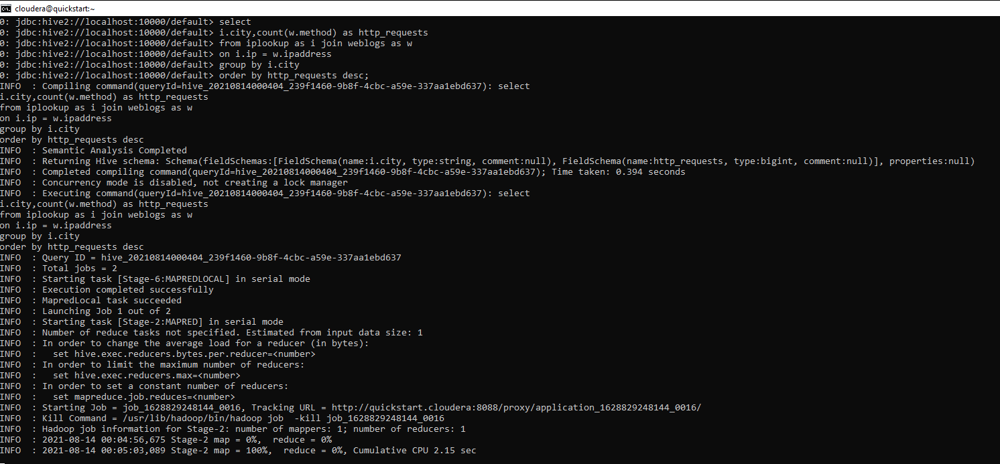 cloudera@quickstart:~
0: jdbc:hive2://localhost:10000/default> select
0: jdbc:hive2://localhost:10000/default> i.city,count(w.method) as http_requests
0: jdbc:hive2://localhost:10000/default> from iplookup as i join weblogs as w
0: jdbc:hive2://localhost:10000/default> on i.ip = w.ipaddress
0: jdbc:hive2://localhost:10000/default> group by i.city
0: jdbc:hive2://localhost:10000/default> order by http_requests desc;
INFO  : Compiling command(queryId=hive_20210814000404_239f1460-9b8f-4cbc-a59e-337aa1ebd637): select
i.city,count(w.method) as http_requests
from iplookup as i join weblogs as w
on i.ip = w.ipaddress
group by i.city
order by http_requests desc
INFO  : Semantic Analysis Completed
INFO  : Returning Hive schema: Schema(fieldSchemas:[FieldSchema(name:i.city, type:string, comment:null), FieldSchema(name:http_requests, type:bigint, comment:null)], properties:null)
INFO  : Completed compiling command(queryId=hive_20210814000404_239f1460-9b8f-4cbc-a59e-337aa1ebd637); Time taken: 0.394 seconds
INFO  : Concurrency mode is disabled, not creating a lock manager
INFO  : Executing command(queryId=hive_20210814000404_239f1460-9b8f-4cbc-a59e-337aa1ebd637): select
i.city,count(w.method) as http_requests
from iplookup as i join weblogs as w
on i.ip = w.ipaddress
group by i.city
order by http_requests desc
INFO  : Query ID = hive_20210814000404_239f1460-9b8f-4cbc-a59e-337aa1ebd637
INFO  : Total jobs = 2
INFO  : Starting task [Stage-6:MAPREDLOCAL] in serial mode
INFO  : Execution completed successfully
INFO  : MapredLocal task succeeded
INFO  : Launching Job 1 out of 2
INFO  : Starting task [Stage-2:MAPRED] in serial mode
INFO  : Number of reduce tasks not specified. Estimated from input data size: 1
INFO  : In order to change the average load for a reducer (in bytes):
INFO  :   set hive.exec.reducers.bytes.per.reducer=<number>
INFO  : In order to limit the maximum number of reducers:
INFO  :   set hive.exec.reducers.max=<number>
INFO  : In order to set a constant number of reducers:
INFO  :   set mapreduce.job.reduces=<number>
INFO  : Starting Job = job_1628829248144_0016, Tracking URL = http://quickstart.cloudera:8088/proxy/application_1628829248144_0016/
INFO  : Kill Command = /usr/lib/hadoop/bin/hadoop job  -kill job_1628829248144_0016
INFO  : Hadoop job information for Stage-2: number of mappers: 1; number of reducers: 1
INFO  : 2021-08-14 00:04:56,675 Stage-2 map = 0%,  reduce = 0%
INFO  : 2021-08-14 00:05:03,089 Stage-2 map = 100%,  reduce = 0%, Cumulative CPU 2.15 sec